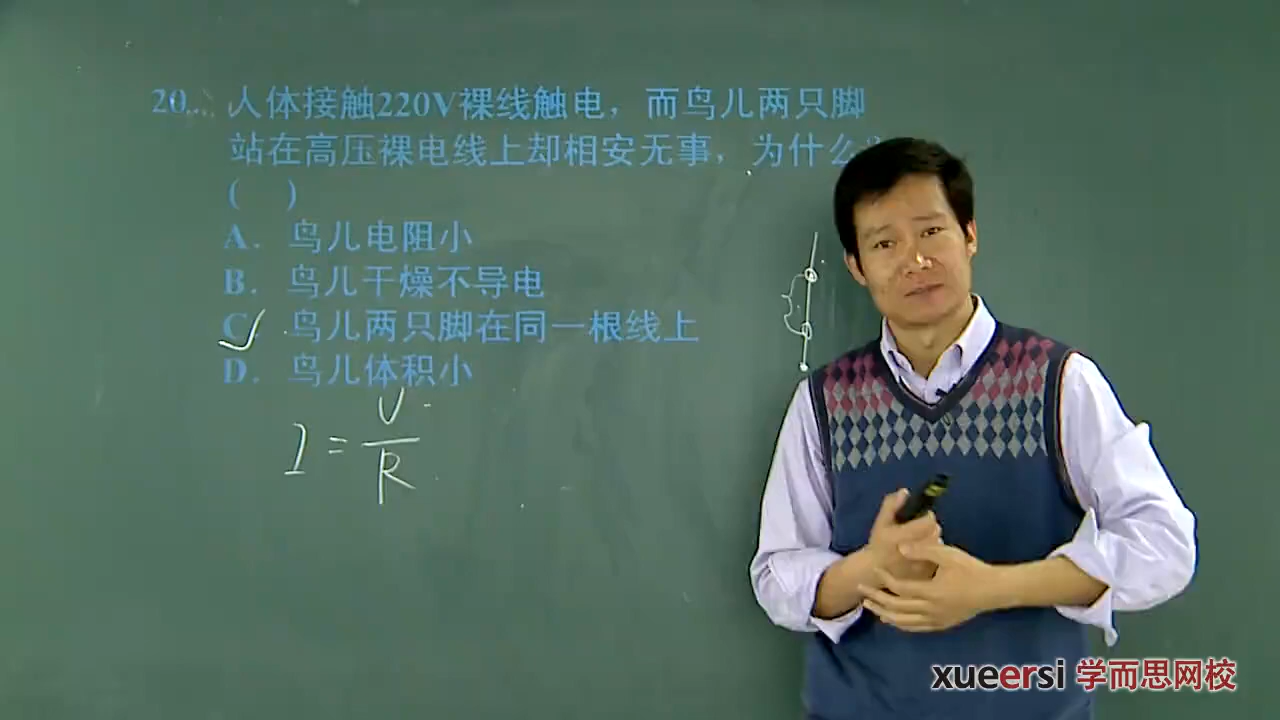 20... 人体接触220V裸线触电，而鸟儿两只脚
站在高压裸电线上却相安无事，为什么?
( )
A. 鸟儿电阻小
B. 鸟儿干燥不导电
C. 鸟儿两只脚在同一根线上
D. 鸟儿体积小
I = U/R
xueersi 学而思网校